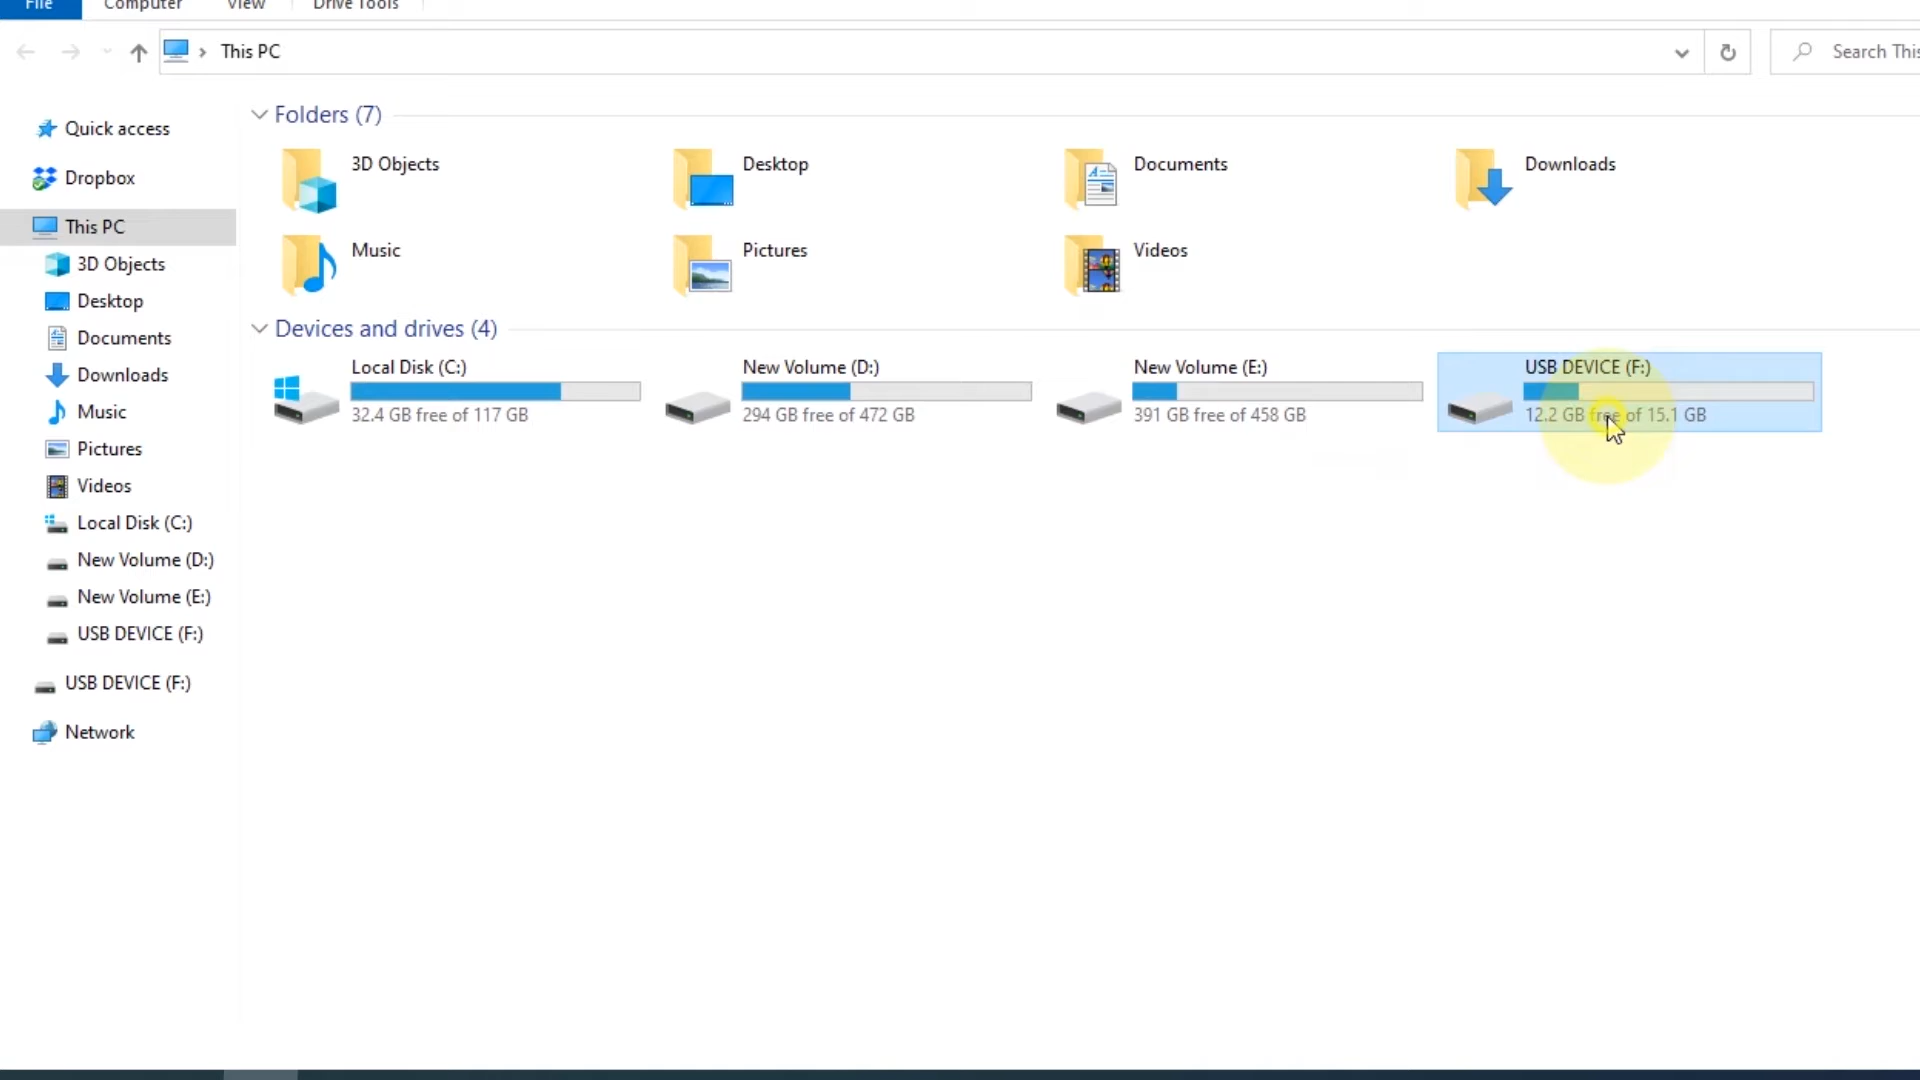 File Computer View Drive Tools
This PC
Search This
Quick access
Dropbox
This PC
3D Objects
Desktop
Documents
Downloads
Music
Pictures
Videos
Local Disk (C:)
New Volume (D:)
New Volume (E:)
USB DEVICE (F:)
USB DEVICE (F:)
Network
Folders (7)
3D Objects
Desktop
Documents
Downloads
Music
Pictures
Videos
Devices and drives (4)
Local Disk (C:)
32.4 GB free of 117 GB
New Volume (D:)
294 GB free of 472 GB
New Volume (E:)
391 GB free of 458 GB
USB DEVICE (F:)
12.2 GB free of 15.1 GB